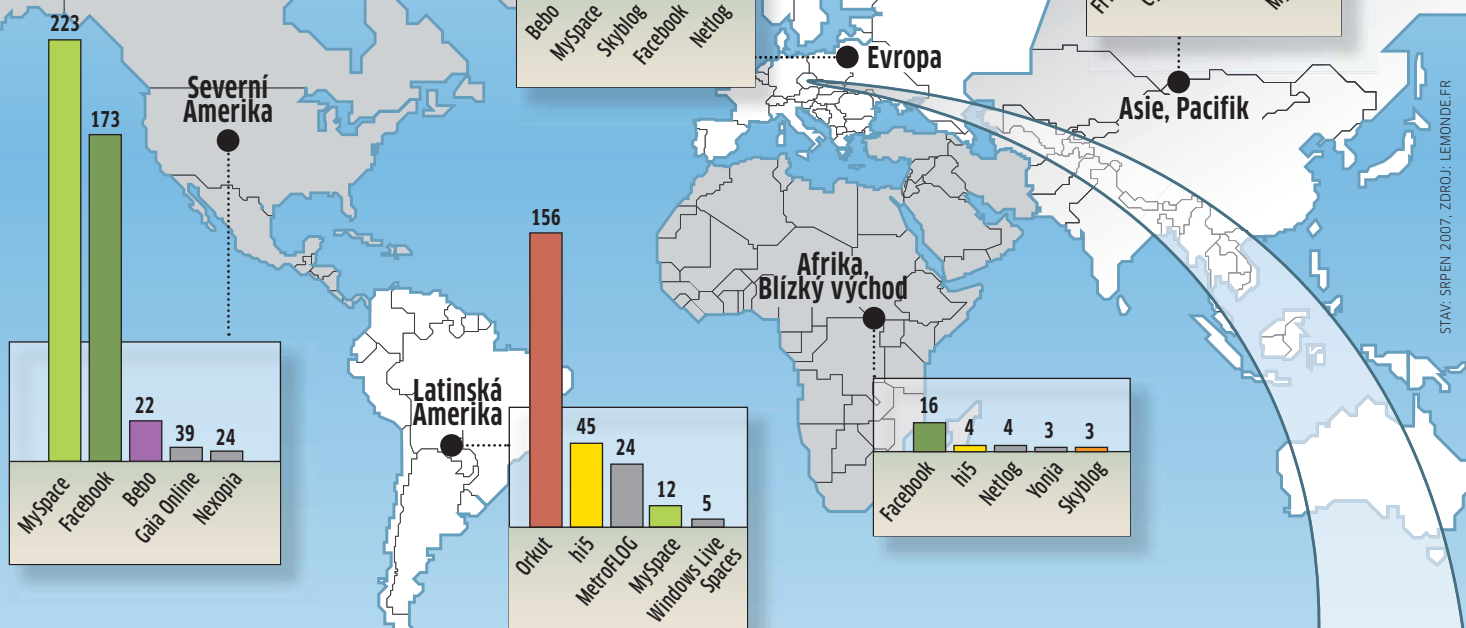 223
173
22
39
24
MySpace
Facebook
Bebo
Gaia Online
Nexopia
Severní
Amerika
Bebo
MySpace
Skyblog
Facebook
Netlog
Evropa
Asie, Pacifik
Latinská
Amerika
156
45
24
12
5
Orkut
hi5
MetroFLOG
MySpace
Windows Live
Spaces
Afrika,
Blízký východ
16
4
4
3
3
Facebook
hi5
Netlog
Yonja
Skyblog
STAV: SRPEN 2007, ZDROJ: LEMONDE.FR